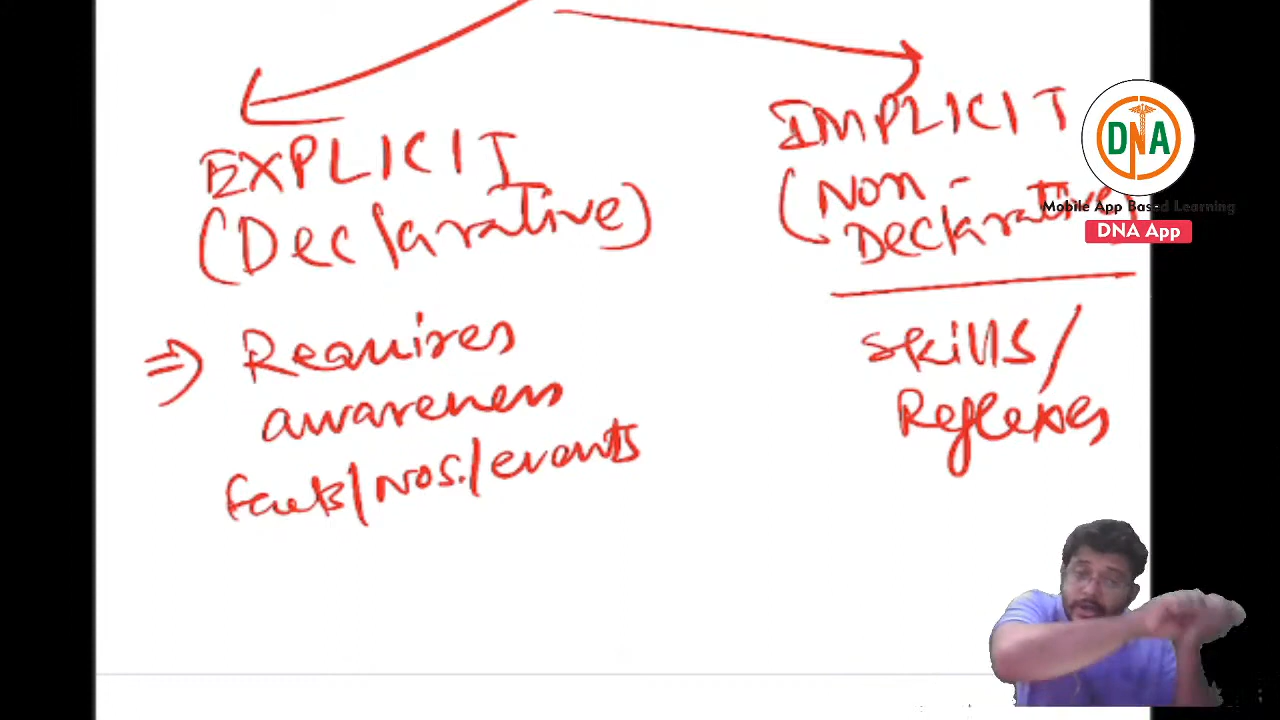 EXPLICIT
(Declarative)
⇒ Requires
awareness
facts/Nos./events
IMPLICIT
(Non-
Declarative)
skills/
Reflexes
DNA
Mobile App Based Learning
DNA App